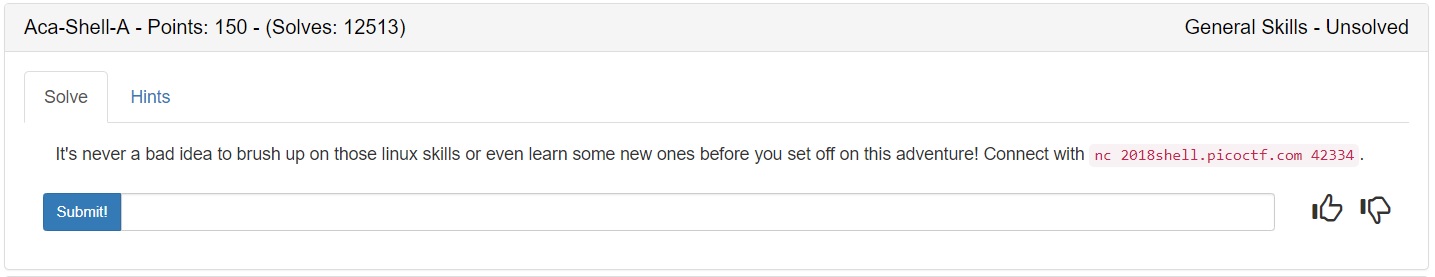 Aca-Shell-A - Points: 150 - (Solves: 12513) General Skills - Unsolved
Solve Hints
It's never a bad idea to brush up on those linux skills or even learn some new ones before you set off on this adventure! Connect with nc 2018shell.picoctf.com 42334.
Submit!